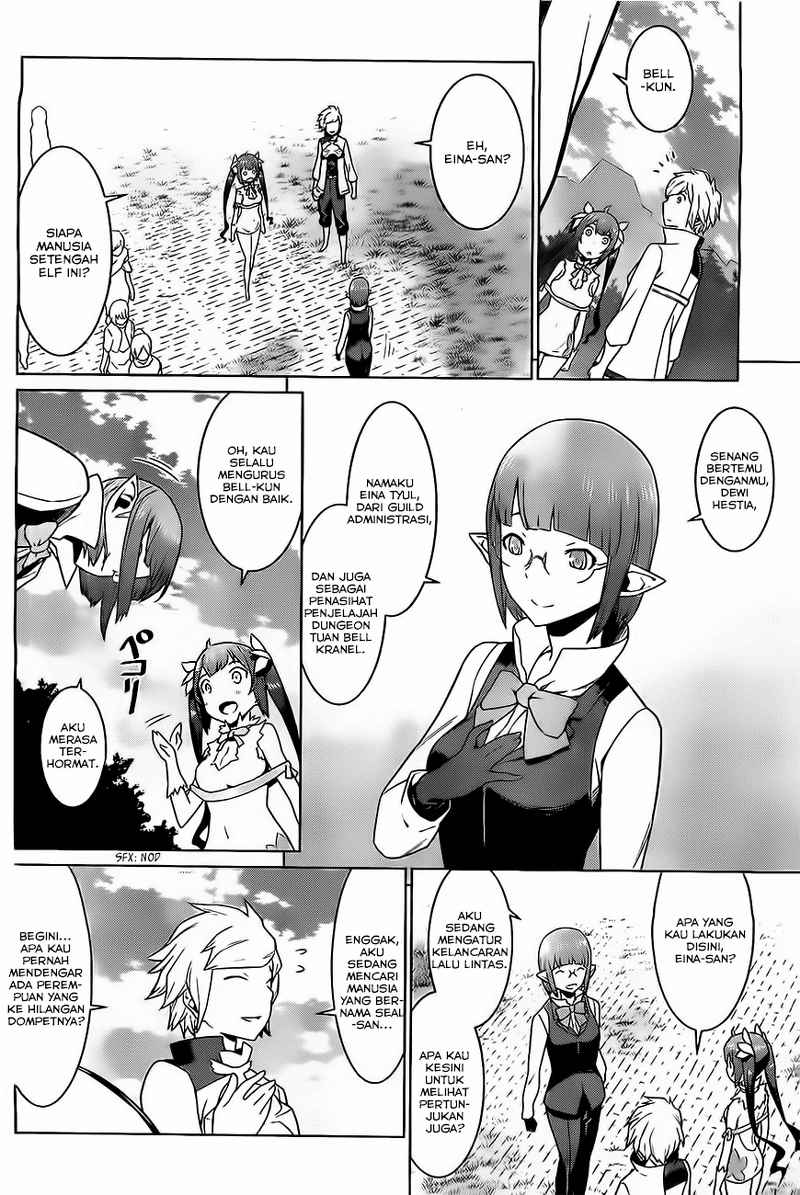 BELL
-KUN.
EH,
EINA-SAN?
SIAPA
MANUSIA
SETENGAH
ELF INI?
SENANG
BERTEMU
DENGANMU,
DEWI
HESTIA,
NAMAKU
EINA TYUL,
DARI GUILD
ADMINISTRASI,
DAN JUGA
SEBAGAI
PENASIHAT
PENJELAJAH
DUNGEON
TUAN BELL
KRANEL.
OH, KAU
SELALU
MENGURUS
BELL-KUN
DENGAN BAIK.
ペコリ
AKU
MERASA
TER-
HORMAT.
SFX: NOD
APA YANG
KAU LAKUKAN
DISINI,
EINA-SAN?
AKU
SEDANG
MENGATUR
KELANCARAN
LALU LINTAS.
APA KAU
KESINI
UNTUK
MELIHAT
PERTUN-
JUKAN
JUGA?
ENGGAK,
AKU
SEDANG
MENCARI
MANUSIA
YANG BER-
NAMA SEAL
-SAN...
BEGINI...
APA KAU
PERNAH
MENDENGAR
ADA PEREM-
PUAN YANG
KE HILANGAN
DOMPETNYA?